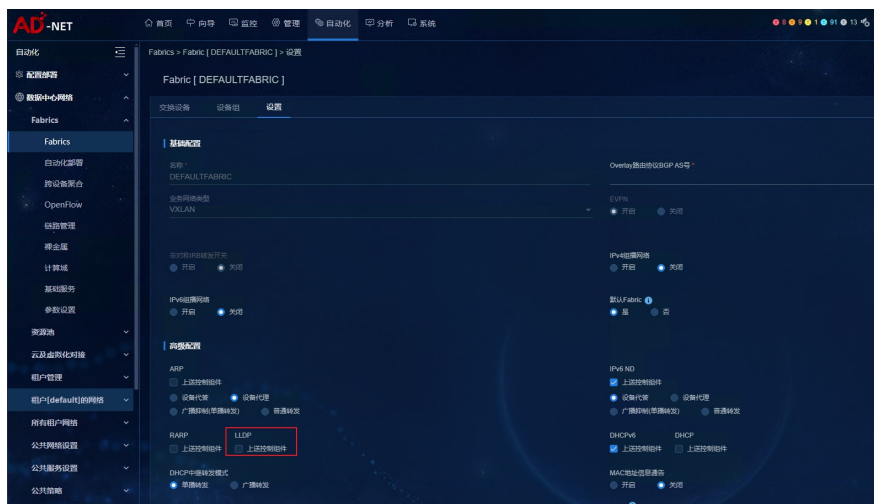 AD-NET
首页 向导 监控 管理 自动化 分析 系统
8 9 1 91 13
自动化
Fabrics > Fabric [ DEFAULTFABRIC ] > 设置
配置部署
Fabric [ DEFAULTFABRIC ]
数据中心网络
交换设备 设备组 设置
Fabrics
Fabrics
基础配置
自动化部署
名称 *
Overlay路由协议BGP AS号 *
DEFAULTFABRIC
跨设备聚合
业务网络类型
EVPN
OpenFlow
VXLAN
开启 关闭
链路管理
裸金属
非对称IRB转发开关
IPv4组播网络
计算域
开启 关闭
开启 关闭
基础服务
IPv6组播网络
默认Fabric
参数设置
开启 关闭
是 否
资源池
高级配置
云及虚拟化对接
ARP
IPv6 ND
租户管理
上送控制组件
上送控制组件
租户[default]的网络
设备代答 设备代理
设备代答 设备代理
广播抑制(单播转发) 普通转发
广播抑制(单播转发) 普通转发
所有租户网络
RARP LLDP
DHCPv6 DHCP
公共网络设置
上送控制组件 上送控制组件
上送控制组件 上送控制组件
公共服务设置
DHCP中继转发模式
MAC地址信息通告
单播转发 广播转发
开启 关闭
公共策略